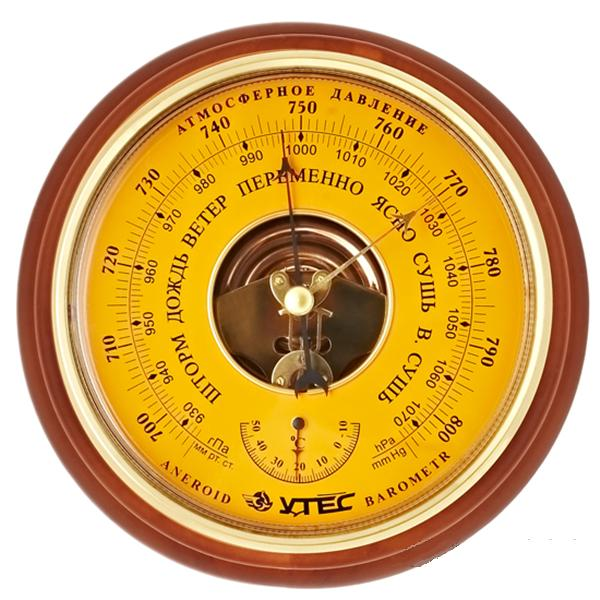 АТМОСФЕРНОЕ ДАВЛЕНИЕ
700 710 720 730 740 750 760 770 780 790 800
930 940 950 960 970 980 990 1000 1010 1020 1030 1040 1050 1060 1070
ШТОРМ ДОЖДЬ ВЕТЕР ПЕРЕМЕННО ЯСНО СУШЬ В. СУШЬ
гПа
мм.рт. ст.
hPa
mm Hg
50 40 30 20 10 0 -10
°C
ANEROID УТЕС BAROMETR